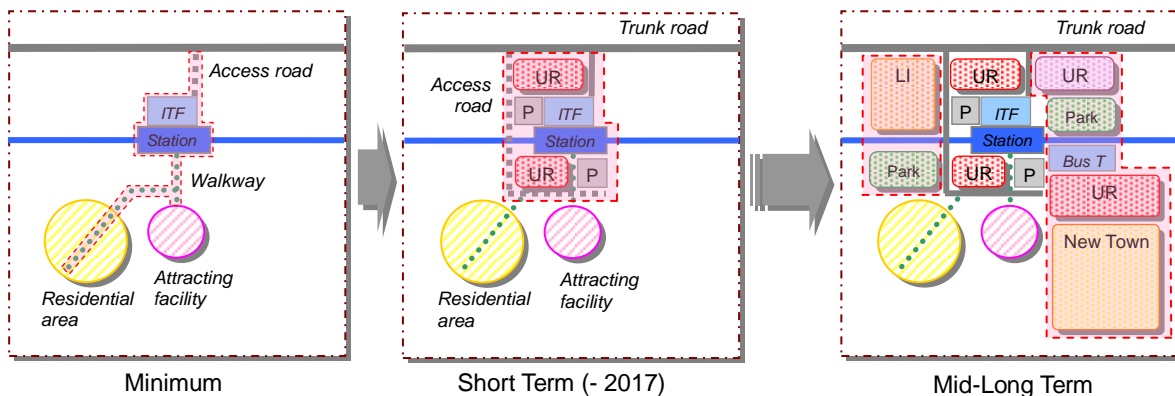 Access road
ITF
Station
Walkway
Residential
area
Attracting
facility
Minimum
Trunk road
Access
road
UR
P
ITF
Station
UR
P
Attracting
facility
Residential
area
Short Term (- 2017)
Trunk road
LI
UR
UR
P
ITF
Park
Station
Park
UR
P
Bus T
UR
New Town
Mid-Long Term